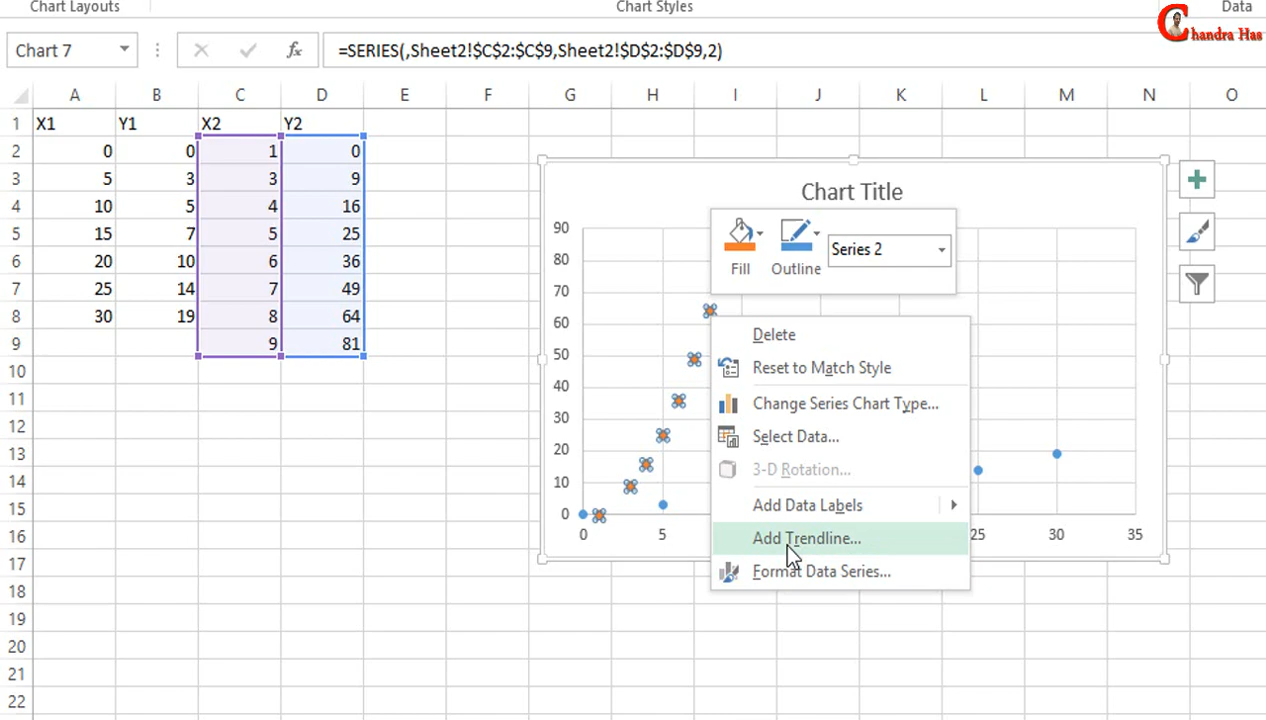 Chart Layouts Chart Styles Data
Chandra Has
Chart 7 fx =SERIES(,Sheet2!$C$2:$C$9,Sheet2!$D$2:$D$9,2)
A B C D E F G H I J K L M N O
1 X1 Y1 X2 Y2
2 0 0 1 0
3 5 3 3 9
4 10 5 4 16
5 15 7 5 25
6 20 10 6 36
7 25 14 7 49
8 30 19 8 64
9 9 81
10
11
12
13
14
15
16
17
18
19
20
21
22
Chart Title
90
80
70
60
50
40
30
20
10
0
0 5 25 30 35
Series 2
Fill Outline
Delete
Reset to Match Style
Change Series Chart Type...
Select Data...
3-D Rotation...
Add Data Labels
Add Trendline...
Format Data Series...